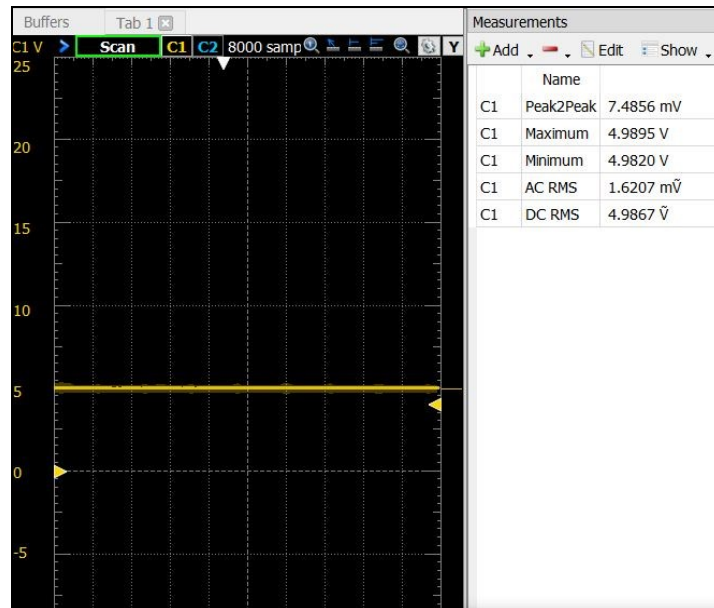 Buffers Tab 1
C1 V Scan C1 C2 8000 samp Y
25
20
15
10
5
0
-5
Measurements
Add Edit Show
Name
C1 Peak2Peak 7.4856 mV
C1 Maximum 4.9895 V
C1 Minimum 4.9820 V
C1 AC RMS 1.6207 mṼ
C1 DC RMS 4.9867 Ṽ